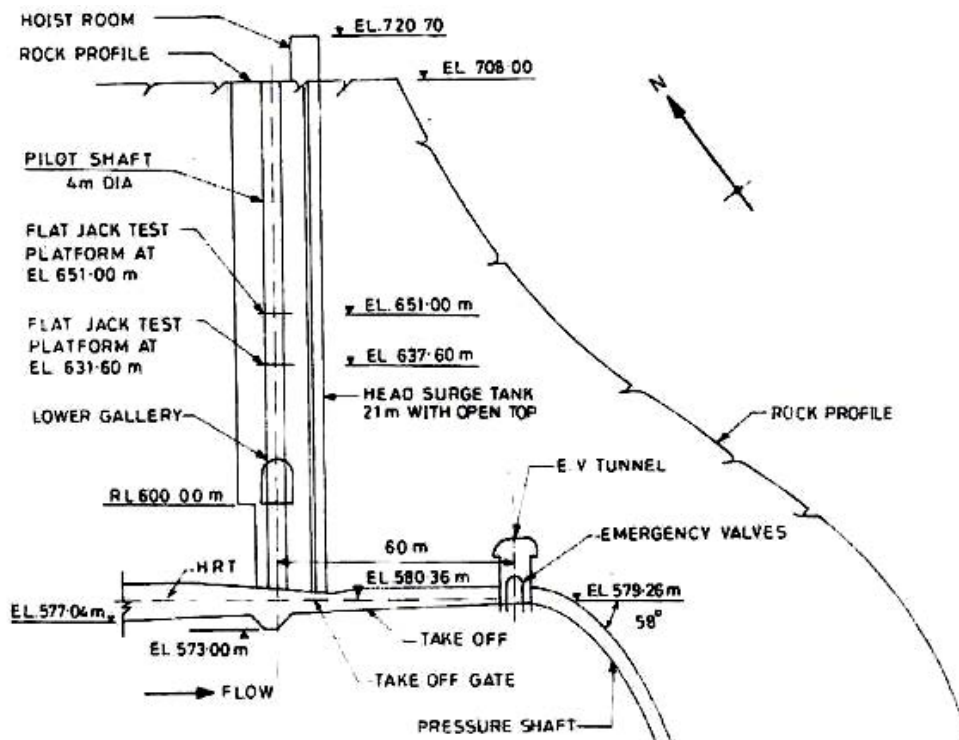 HOIST ROOM
EL.720 70
ROCK PROFILE
EL 708·00
N
PILOT SHAFT
4m DIA
FLAT JACK TEST
PLATFORM AT
EL 651·00 m
EL. 651·00 m
FLAT JACK TEST
PLATFORM AT
EL 631·60 m
EL 637·60 m
HEAD SURGE TANK
21m WITH OPEN TOP
LOWER GALLERY
ROCK PROFILE
E.V TUNNEL
RL 600 00 m
EMERGENCY VALVES
60 m
HRT
EL 580 36 m
EL 579·26 m
EL.577·04 m
58°
TAKE OFF
EL 573·00 m
TAKE OFF GATE
FLOW
PRESSURE SHAFT